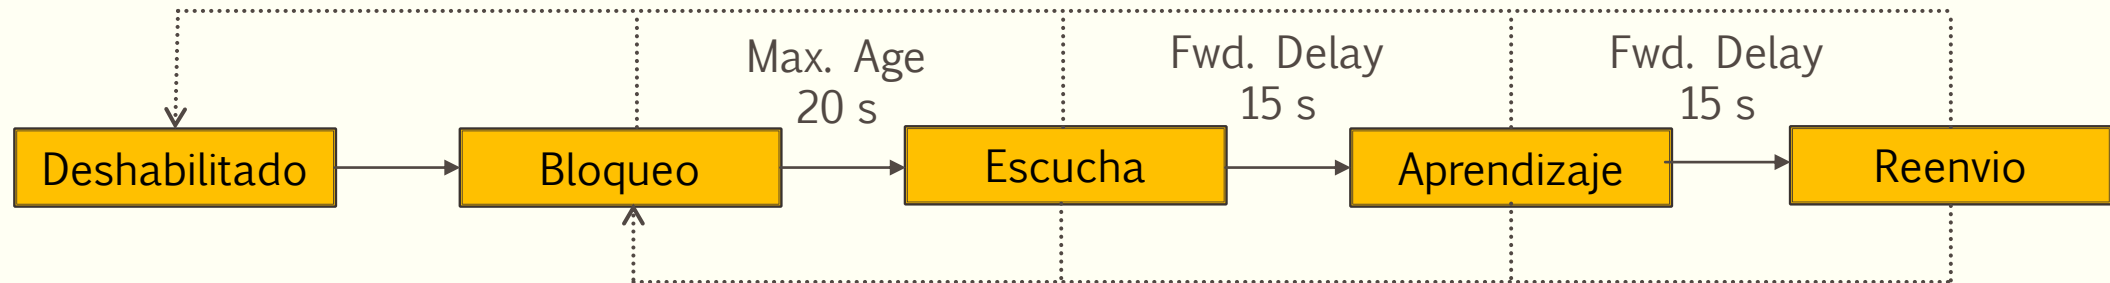 Max. Age
20 s
Fwd. Delay
15 s
Fwd. Delay
15 s
Deshabilitado
Bloqueo
Escucha
Aprendizaje
Reenvio